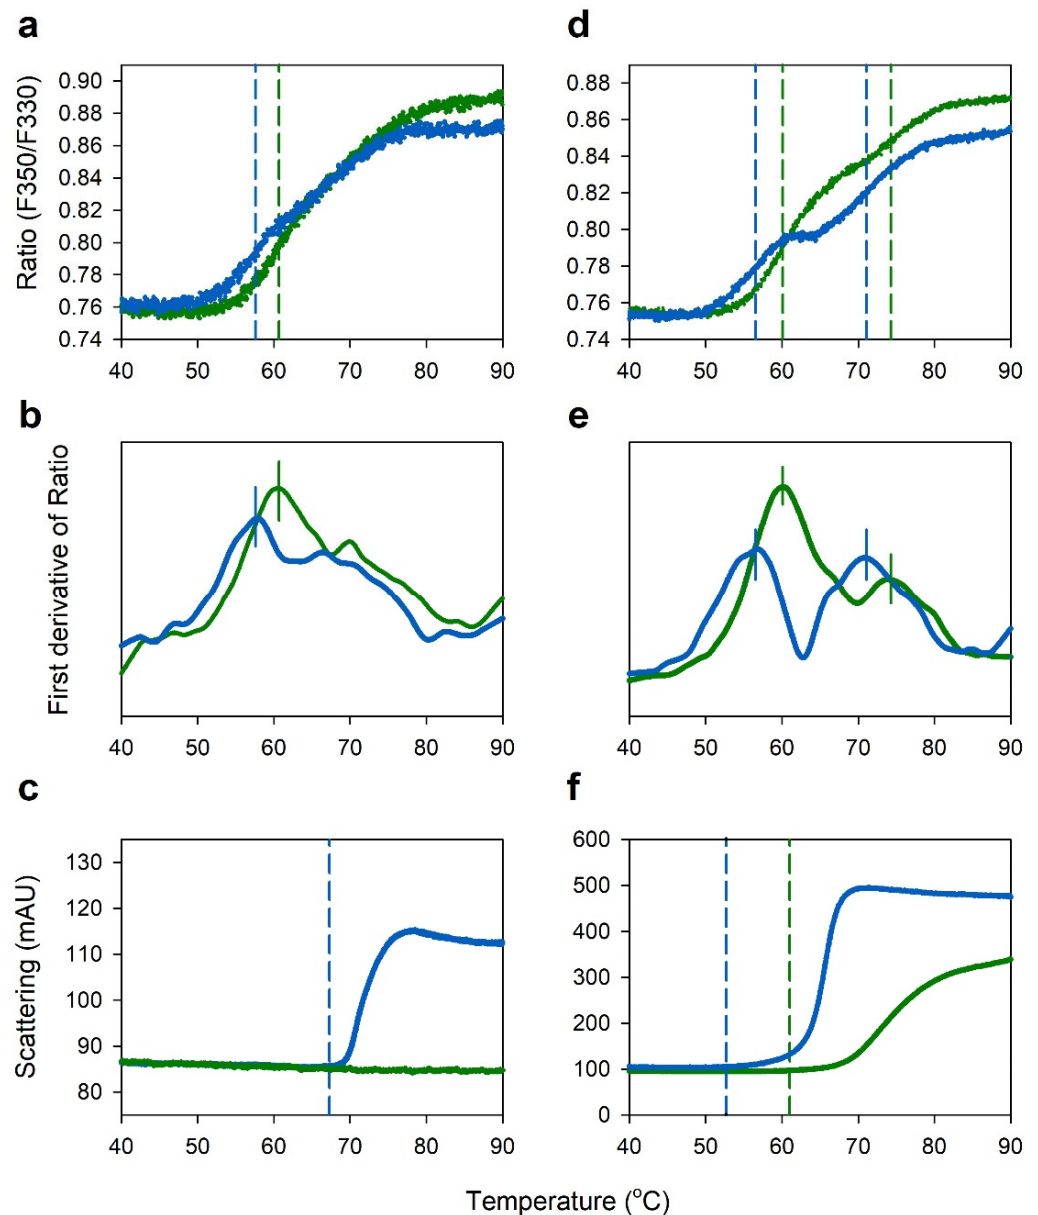 a
Ratio (F350/F330)
0.90
0.88
0.86
0.84
0.82
0.80
0.78
0.76
0.74
40 50 60 70 80 90
d
0.88
0.86
0.84
0.82
0.80
0.78
0.76
0.74
40 50 60 70 80 90
b
First derivative of Ratio
40 50 60 70 80 90
e
40 50 60 70 80 90
c
Scattering (mAU)
130
120
110
100
90
80
40 50 60 70 80 90
f
600
500
400
300
200
100
0
40 50 60 70 80 90
Temperature (°C)